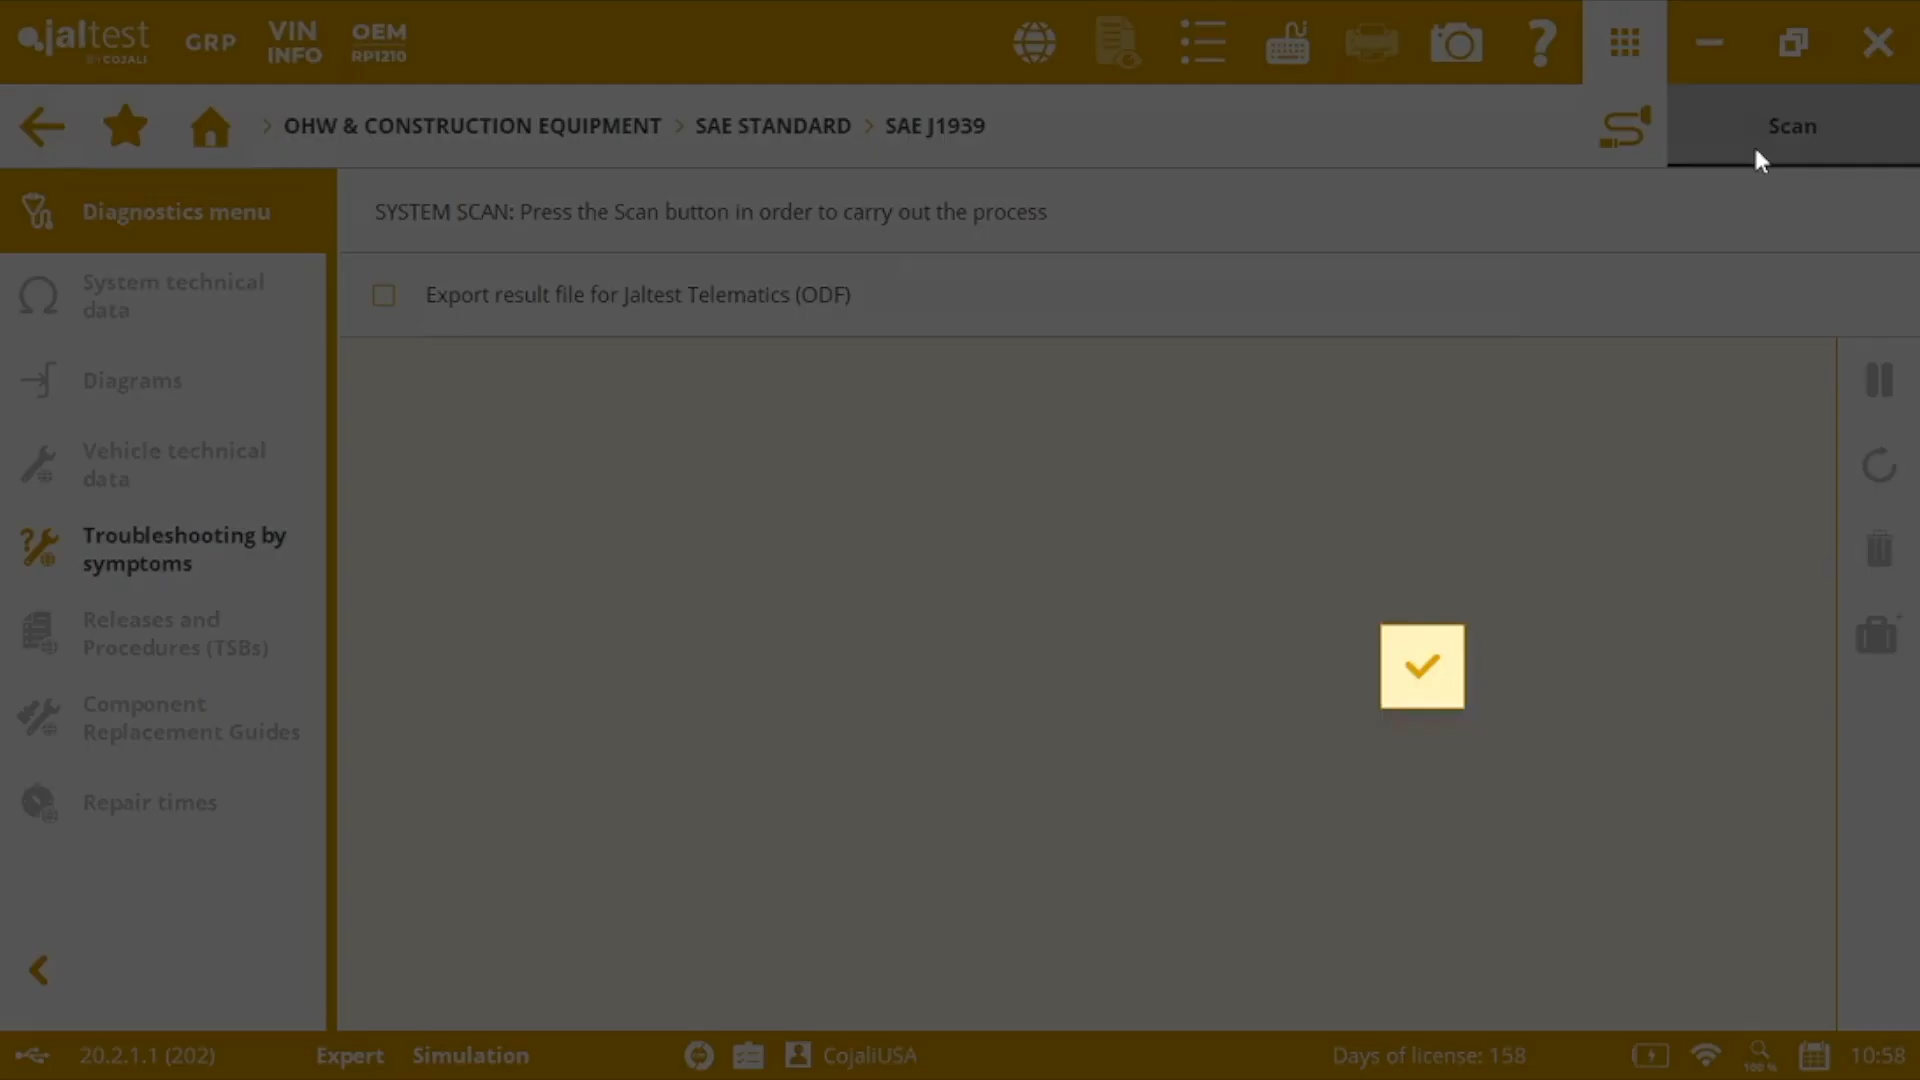 jaltest
BY COJALI
GRP
VIN
INFO
OEM
RP1210
OHW & CONSTRUCTION EQUIPMENT > SAE STANDARD > SAE J1939
Scan
Diagnostics menu
SYSTEM SCAN: Press the Scan button in order to carry out the process
System technical
data
Export result file for Jaltest Telematics (ODF)
Diagrams
Vehicle technical
data
Troubleshooting by
symptoms
Releases and
Procedures (TSBs)
Component
Replacement Guides
Repair times
20.2.1.1 (202)
Expert
Simulation
CojaliUSA
Days of license: 158
100 %
10:58